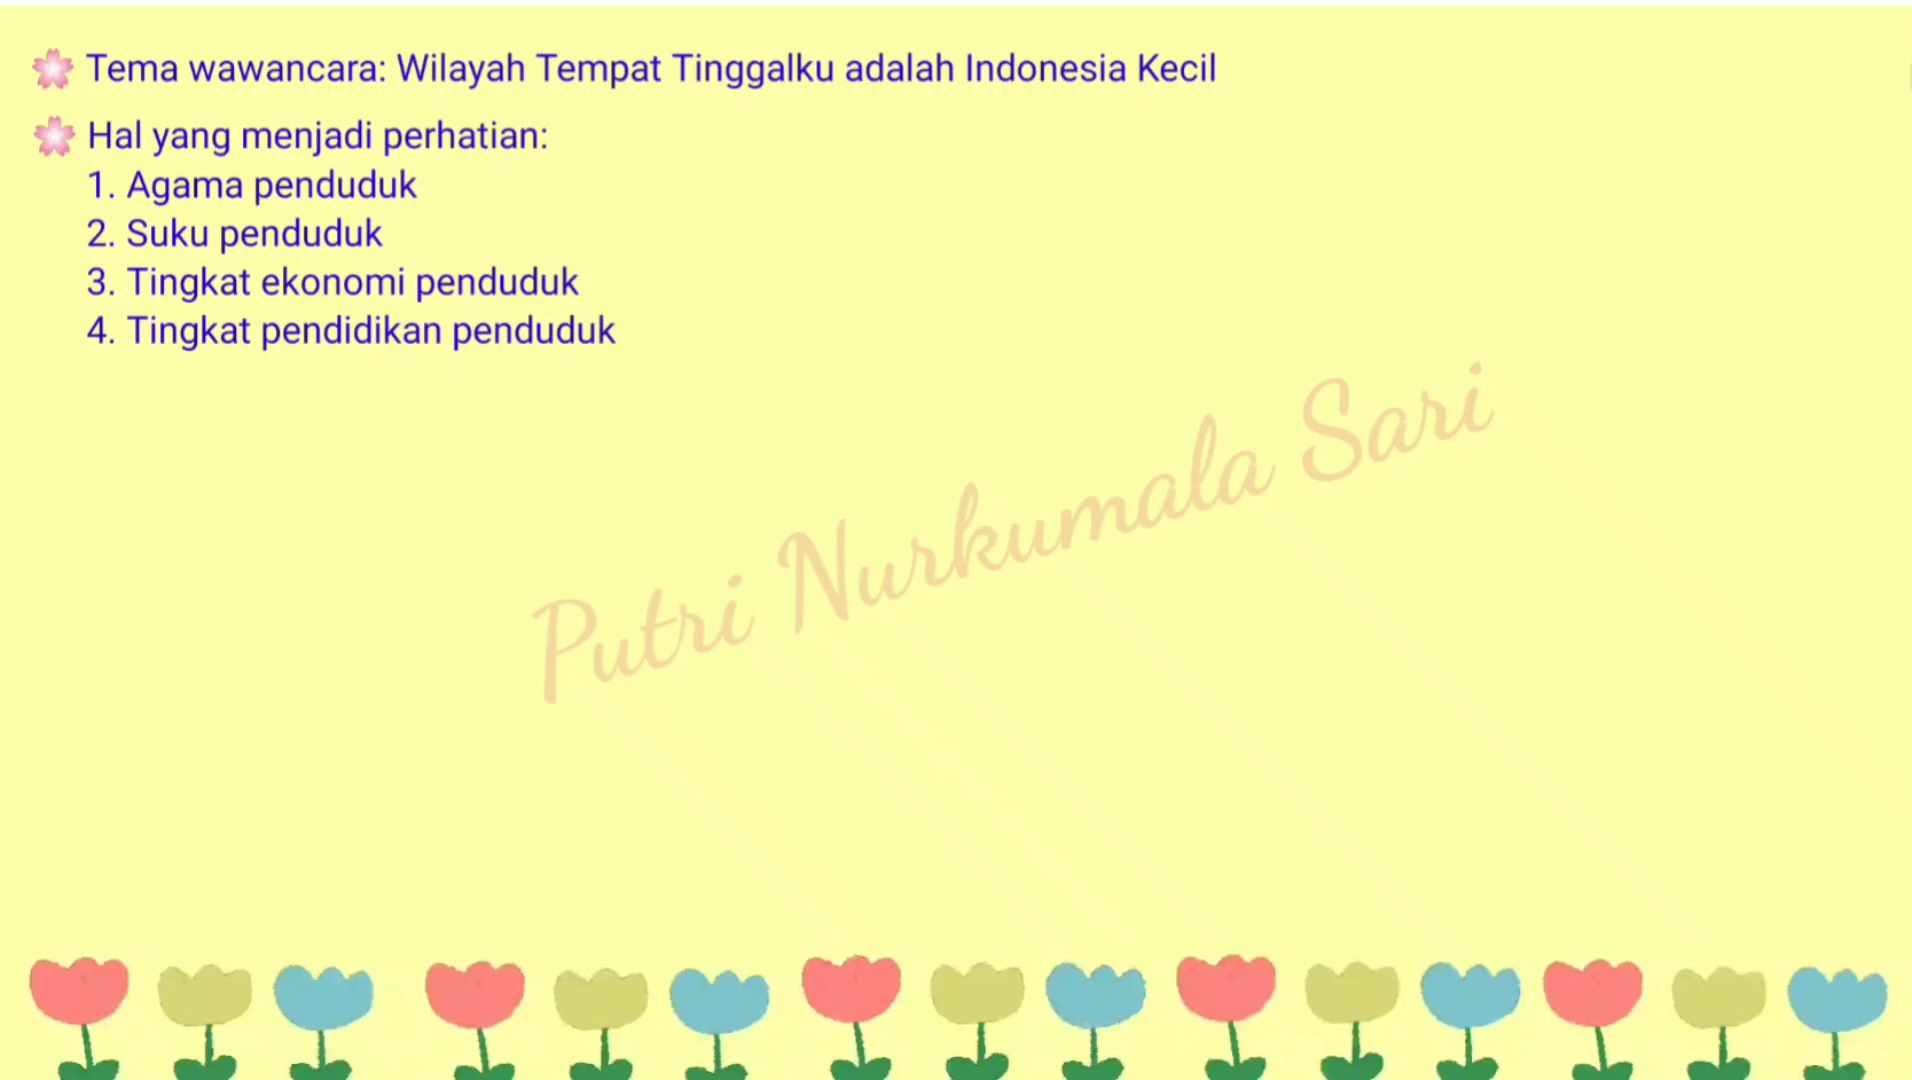 Tema wawancara: Wilayah Tempat Tinggalku adalah Indonesia Kecil
Hal yang menjadi perhatian:
1. Agama penduduk
2. Suku penduduk
3. Tingkat ekonomi penduduk
4. Tingkat pendidikan penduduk
Putri Nurkumala Sari